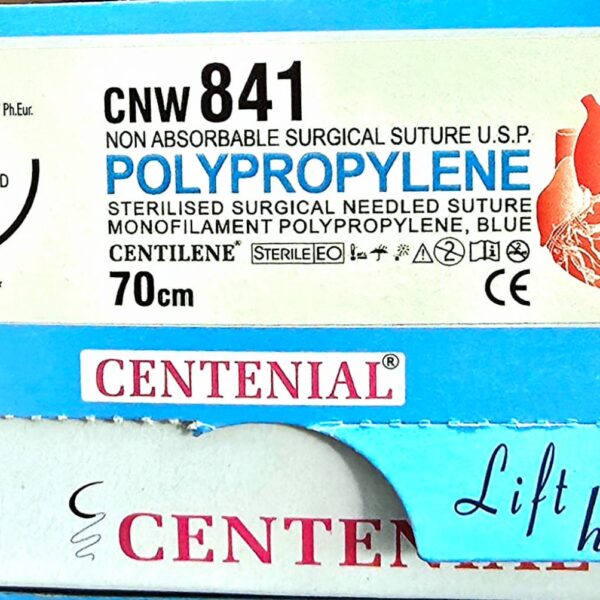 Ph.Eur.
CNW 841
NON ABSORBABLE SURGICAL SUTURE U.S.P.
D
POLYPROPYLENE
STERILISED SURGICAL NEEDLED SUTURE
MONOFILAMENT POLYPROPYLENE, BLUE
CENTILENE® STERILE EO
70cm CE
CENTENIAL®
Lift h
CENTENIAL